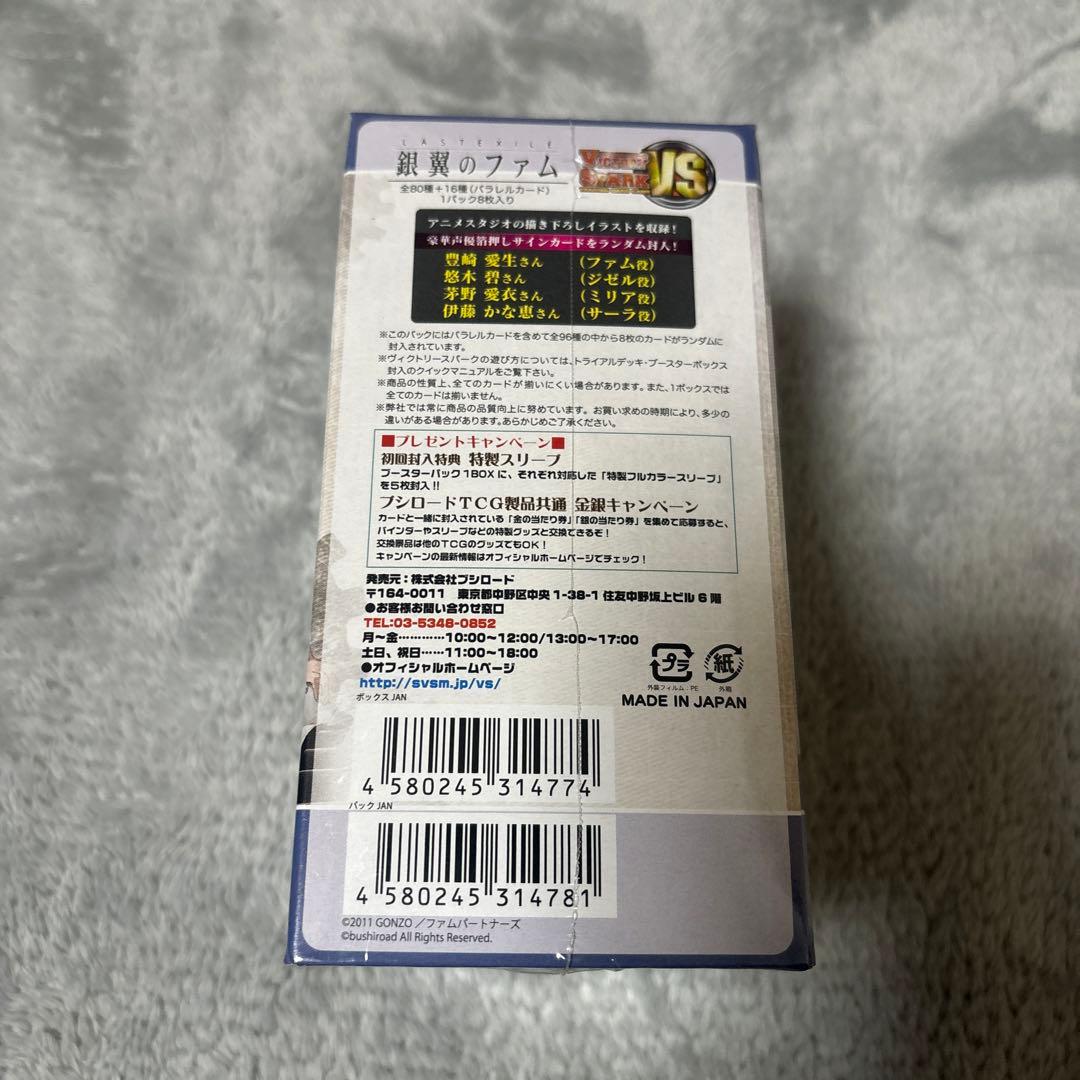 LASTEXILE
銀翼のファム
VICTORY SPARK VS
全80種+16種(パラレルカード)
1パック8枚入り
アニメスタジオの描き下ろしイラストを収録!
豪華声優箔押しサインカードをランダム封入!
豊崎 愛生さん (ファム役)
悠木 碧さん (ジゼル役)
茅野 愛衣さん (ミリア役)
伊藤 かな恵さん (サーラ役)
※このパックにはパラレルカードを含めて全96種の中から8枚のカードがランダムに
封入されています。
※ヴィクトリースパークの遊び方については、トライアルデッキ・ブースターボックス
封入のクイックマニュアルをご覧下さい。
※商品の性質上、全てのカードが揃いにくい場合があります。また、1ボックスでは
全てのカードは揃いません。
※弊社では常に商品の品質向上に努めています。お買い求めの時期により、多少の
違いがある場合があります。あらかじめご了承ください。
■プレゼントキャンペーン■
初回封入特典 特製スリーブ
ブースターパック1BOXに、それぞれ対応した「特製フルカラースリーブ」
を5枚封入!!
ブシロードTCG製品共通 金銀キャンペーン
カードと一緒に封入されている「金の当たり券」「銀の当たり券」を集めて応募すると、
バインダーやスリーブなどの特製グッズと交換できるぞ!
交換景品は他のTCGのグッズでもOK!
キャンペーンの最新情報はオフィシャルホームページでチェック!
発売元:株式会社ブシロード
〒164-0011 東京都中野区中央1-38-1 住友中野坂上ビル6階
●お客様お問い合わせ窓口
TEL:03-5348-0852
月~金…………10:00~12:00/13:00~17:00
土日、祝日……11:00~18:00
●オフィシャルホームページ
http://svsm.jp/vs/
プラ 紙
外装フィルム:PE 外箱
MADE IN JAPAN
ボックス JAN
4 580245 314774
パック JAN
4 580245 314781
©2011 GONZO/ファムパートナーズ
©bushiroad All Rights Reserved.